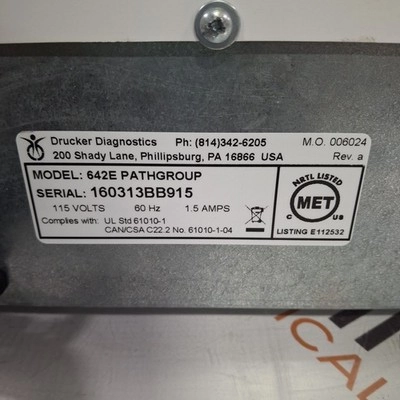 Drucker Diagnostics Ph: (814)342-6205 M.O. 006024
200 Shady Lane, Phillipsburg, PA 16866 USA Rev. a
MODEL: 642E PATHGROUP
SERIAL: 160313BB915
115 VOLTS 60 Hz 1.5 AMPS
Complies with: UL Std 61010-1
CAN/CSA C22.2 No. 61010-1-04
NRTL LISTED
MET
C US
LISTING E112532
ICAL